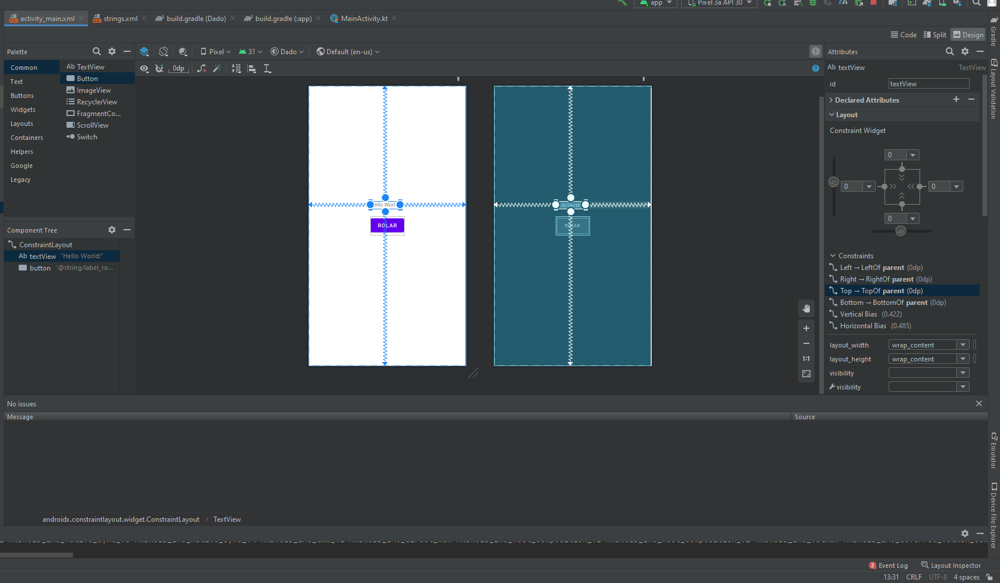 app
Pixel 3a API 30
activity_main.xml
strings.xml
build.gradle (Dado)
build.gradle (:app)
MainActivity.kt
Code
Split
Design
Palette
Pixel
31
Dado
Default (en-us)
Attributes
0dp
Common
Text
Buttons
Widgets
Layouts
Containers
Helpers
Google
Legacy
Ab TextView
Button
ImageView
RecyclerView
FragmentCo...
ScrollView
Switch
Component Tree
ConstraintLayout
Ab textView "Hello World!"
button "@string/label_ro...
ello Worl
ROLAR
llo World!
ROLAR
1:1
Ab textView
TextView
id
textView
Declared Attributes
Layout
Constraint Widget
0
42
0
0
0
48
Constraints
Left → LeftOf parent (0dp)
Right → RightOf parent (0dp)
Top → TopOf parent (0dp)
Bottom → BottomOf parent (0dp)
Vertical Bias (0.422)
Horizontal Bias (0.485)
layout_width
wrap_content
layout_height
wrap_content
visibility
visibility
Gradle
Layout Validation
Emulator
Device File Explorer
No issues
Message
Source
androidx.constraintlayout.widget.ConstraintLayout
TextView
2 Event Log
Layout Inspector
13:31 CRLF UTF-8 4 spaces